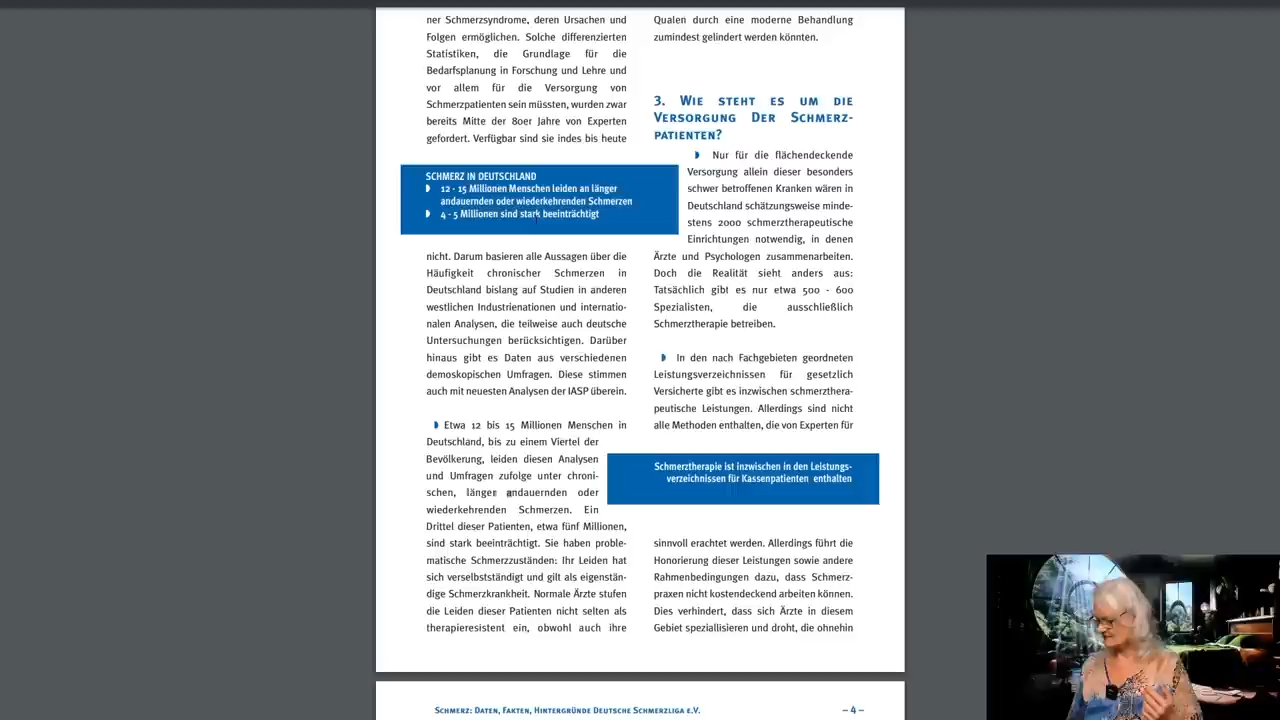 ner Schmerzsyndrome, deren Ursachen und
Folgen ermöglichen. Solche differenzierten
Statistiken, die Grundlage für die
Bedarfsplanung in Forschung und Lehre und
vor allem für die Versorgung von
Schmerzpatienten sein müssten, wurden zwar
bereits Mitte der 80er Jahre von Experten
gefordert. Verfügbar sind sie indes bis heute
SCHMERZ IN DEUTSCHLAND
12 - 15 Millionen Menschen leiden an länger
andauernden oder wiederkehrenden Schmerzen
4 - 5 Millionen sind stark beeinträchtigt
nicht. Darum basieren alle Aussagen über die
Häufigkeit chronischer Schmerzen in
Deutschland bislang auf Studien in anderen
westlichen Industrienationen und internatio-
nalen Analysen, die teilweise auch deutsche
Untersuchungen berücksichtigen. Darüber
hinaus gibt es Daten aus verschiedenen
demoskopischen Umfragen. Diese stimmen
auch mit neuesten Analysen der IASP überein.
Etwa 12 bis 15 Millionen Menschen in
Deutschland, bis zu einem Viertel der
Bevölkerung, leiden diesen Analysen
und Umfragen zufolge unter chroni-
schen, länger andauernden oder
wiederkehrenden Schmerzen. Ein
Drittel dieser Patienten, etwa fünf Millionen,
sind stark beeinträchtigt. Sie haben proble-
matische Schmerzzuständen: Ihr Leiden hat
sich verselbstständigt und gilt als eigenstän-
dige Schmerzkrankheit. Normale Ärzte stufen
die Leiden dieser Patienten nicht selten als
therapieresistent ein, obwohl auch ihre
Qualen durch eine moderne Behandlung
zumindest gelindert werden könnten.
3. WIE STEHT ES UM DIE
VERSORGUNG DER SCHMERZ-
PATIENTEN?
Nur für die flächendeckende
Versorgung allein dieser besonders
schwer betroffenen Kranken wären in
Deutschland schätzungsweise minde-
stens 2000 schmerztherapeutische
Einrichtungen notwendig, in denen
Ärzte und Psychologen zusammenarbeiten.
Doch die Realität sieht anders aus:
Tatsächlich gibt es nur etwa 500 - 600
Spezialisten, die ausschließlich
Schmerztherapie betreiben.
In den nach Fachgebieten geordneten
Leistungsverzeichnissen für gesetzlich
Versicherte gibt es inzwischen schmerzthera-
peutische Leistungen. Allerdings sind nicht
alle Methoden enthalten, die von Experten für
Schmerztherapie ist inzwischen in den Leistungs-
verzeichnissen für Kassenpatienten enthalten
sinnvoll erachtet werden. Allerdings führt die
Honorierung dieser Leistungen sowie andere
Rahmenbedingungen dazu, dass Schmerz-
praxen nicht kostendeckend arbeiten können.
Dies verhindert, dass sich Ärzte in diesem
Gebiet speziallisieren und droht, die ohnehin
SCHMERZ: DATEN, FAKTEN, HINTERGRÜNDE DEUTSCHE SCHMERZLIGA E.V.
– 4 –